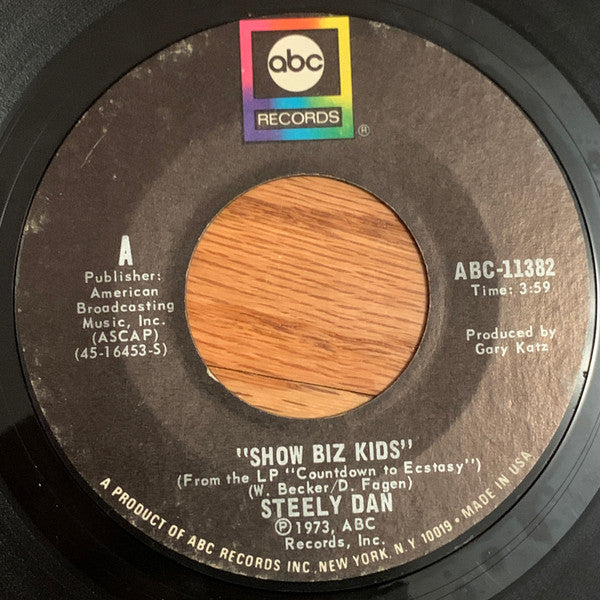 abc
RECORDS
®
A
Publisher:
American
Broadcasting
Music, Inc.
(ASCAP)
(45-16453-S)
ABC-11382
Time: 3:59
Produced by
Gary Katz
"SHOW BIZ KIDS"
(From the LP "Countdown to Ecstasy")
(W. Becker/D. Fagen)
STEELY DAN
Ⓟ1973, ABC
Records, Inc.
A PRODUCT OF ABC RECORDS INC., NEW YORK, N.Y. 10019 • MADE IN USA